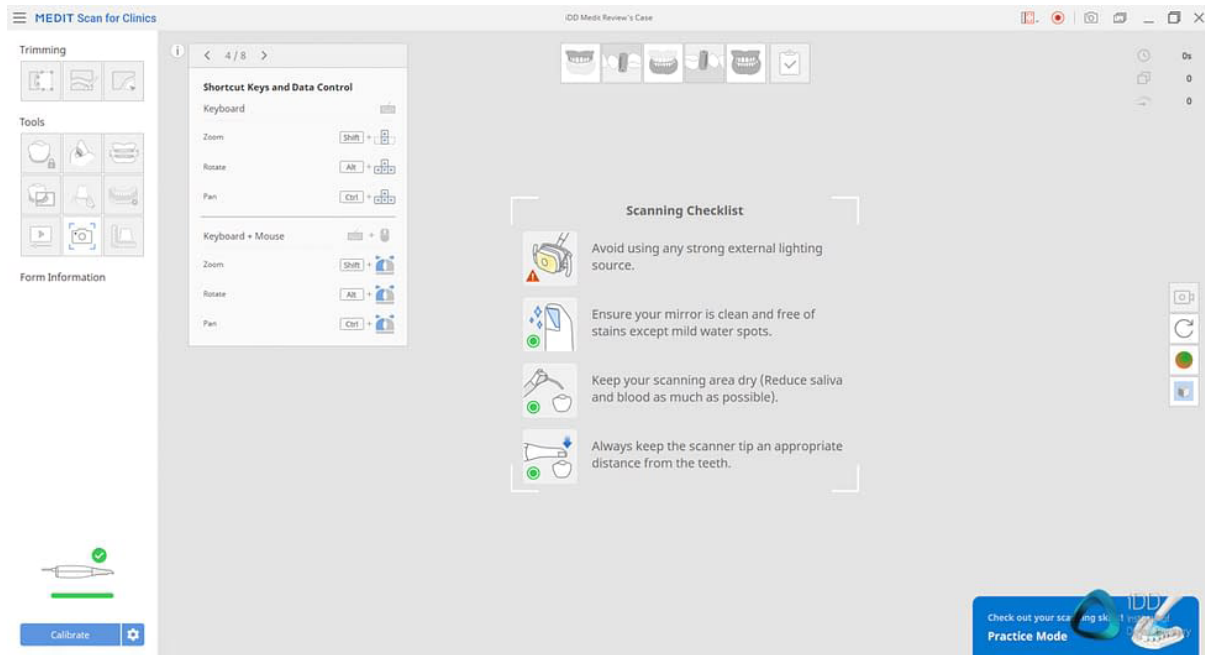 MEDIT Scan for Clinics
iDD Medit Review's Case
Trimming
Tools
Form Information
Calibrate
4/8
Shortcut Keys and Data Control
Keyboard
Zoom Shift +
Rotate Alt +
Pan Ctrl +
Keyboard + Mouse +
Zoom Shift +
Rotate Alt +
Pan Ctrl +
Scanning Checklist
Avoid using any strong external lighting
source.
Ensure your mirror is clean and free of
stains except mild water spots.
Keep your scanning area dry (Reduce saliva
and blood as much as possible).
Always keep the scanner tip an appropriate
distance from the teeth.
0s
0
0
Check out your scanning
Practice Mode
iDD